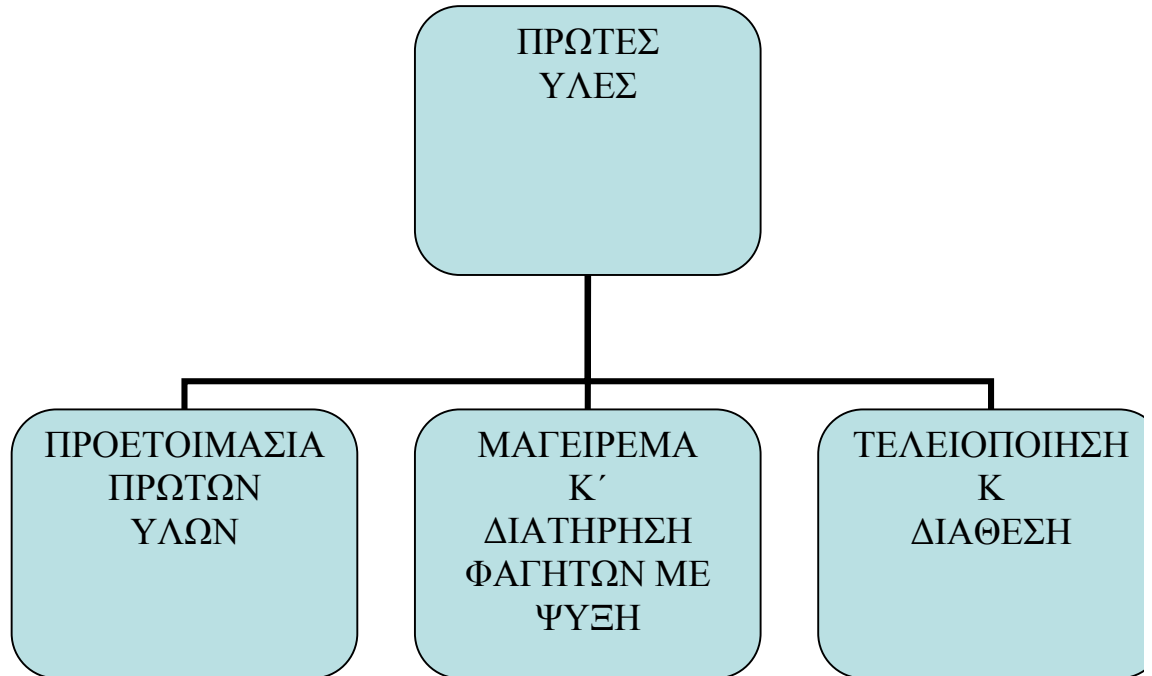 ΠΡΩΤΕΣ
ΥΛΕΣ
ΠΡΟΕΤΟΙΜΑΣΙΑ
ΠΡΩΤΩΝ
ΥΛΩΝ
ΜΑΓΕΙΡΕΜΑ
Κ΄
ΔΙΑΤΗΡΗΣΗ
ΦΑΓΗΤΩΝ ΜΕ
ΨΥΞΗ
ΤΕΛΕΙΟΠΟΙΗΣΗ
Κ
ΔΙΑΘΕΣΗ